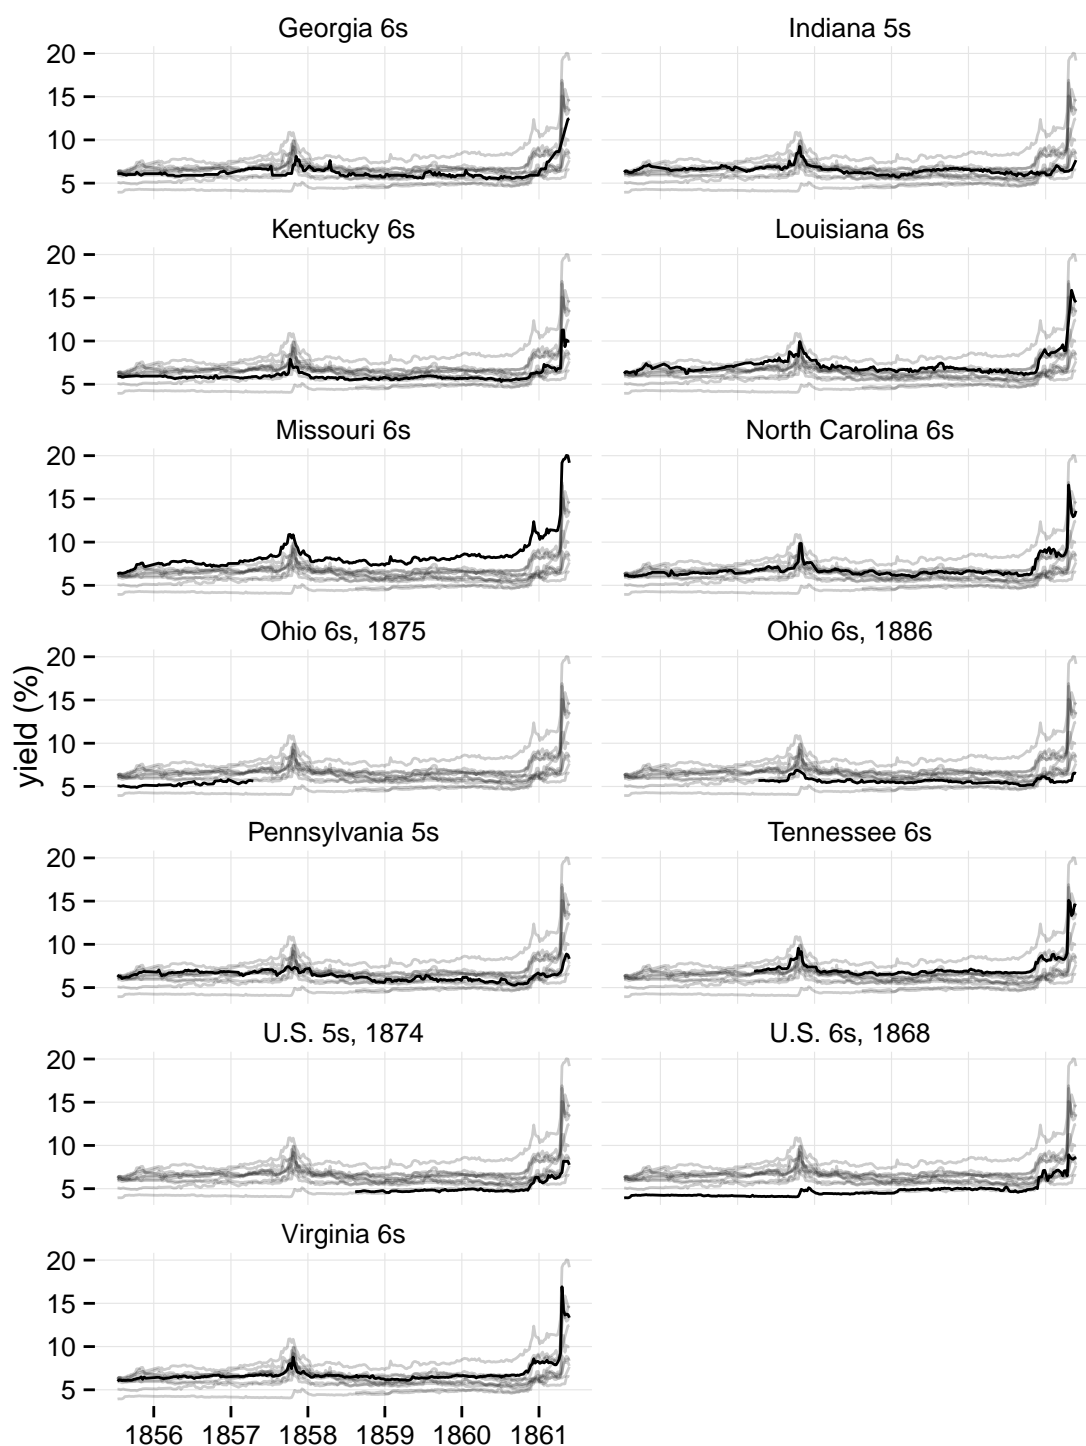 Georgia 6s
Indiana 5s
20
15
10
5
Kentucky 6s
Louisiana 6s
20
15
10
5
Missouri 6s
North Carolina 6s
20
15
10
5
Ohio 6s, 1875
Ohio 6s, 1886
20
15
10
5
yield (%)
Pennsylvania 5s
Tennessee 6s
20
15
10
5
U.S. 5s, 1874
U.S. 6s, 1868
20
15
10
5
Virginia 6s
20
15
10
5
1856 1857 1858 1859 1860 1861